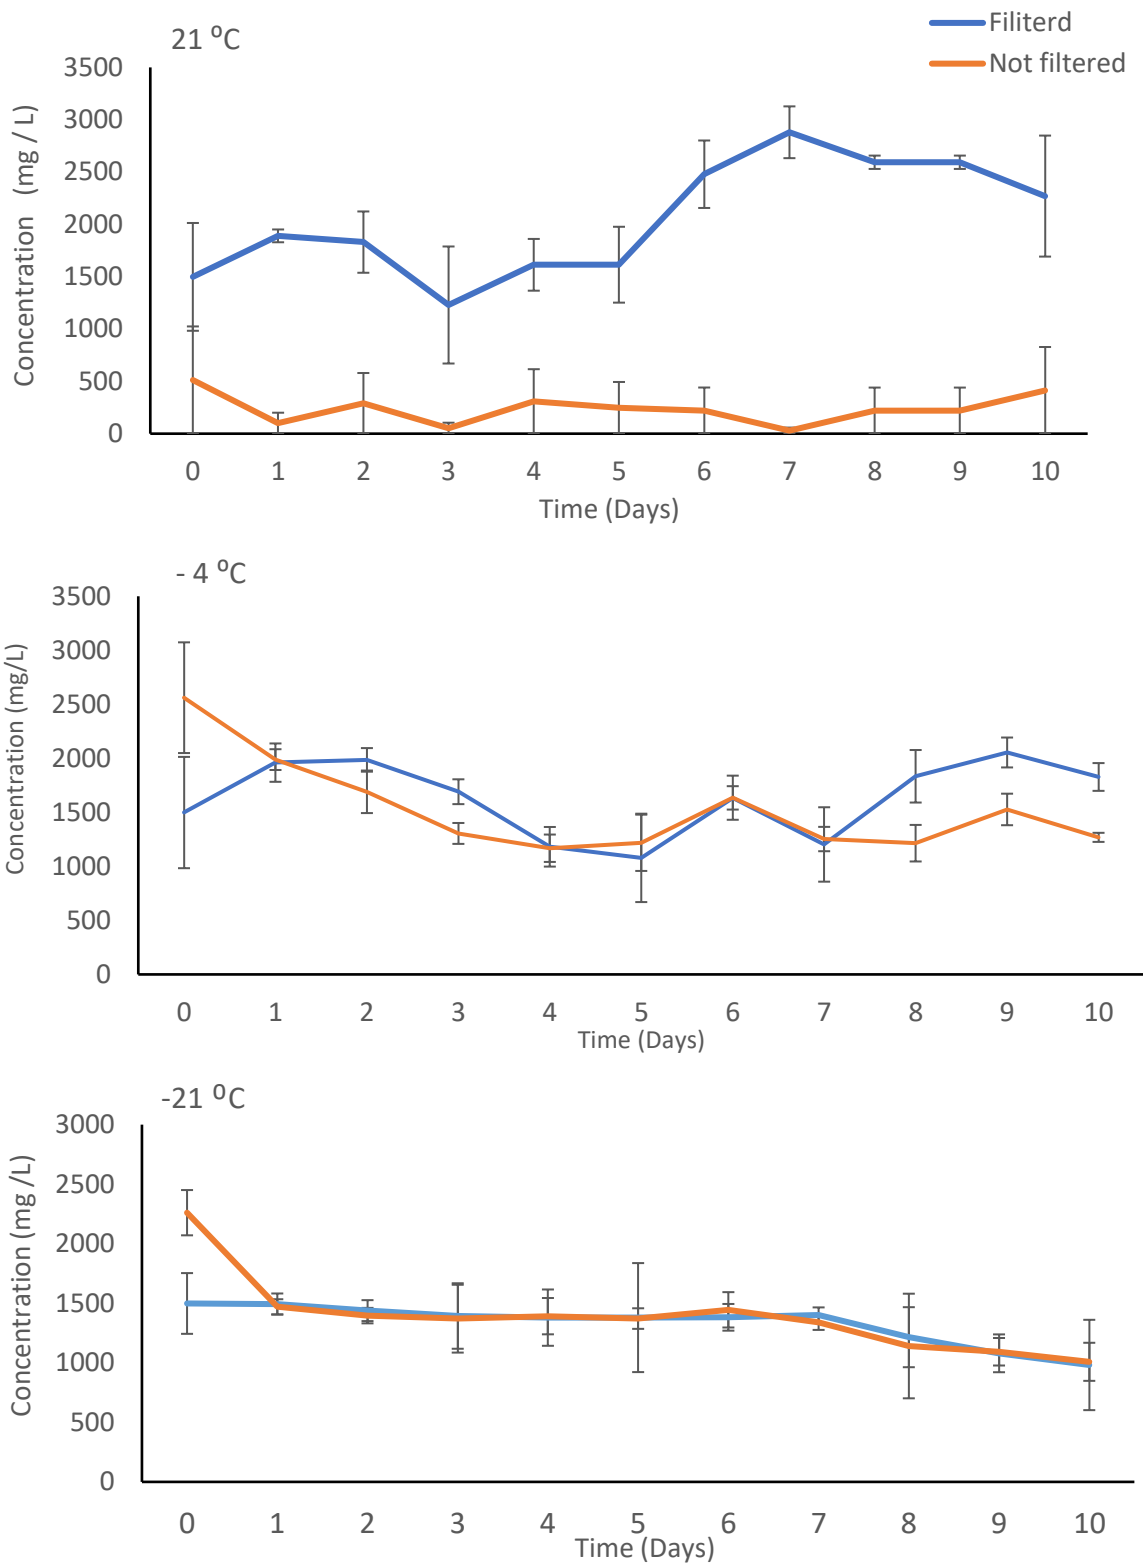 Filiterd
Not filtered
21 ⁰C
3500
3000
2500
2000
1500
1000
500
0
Concentration (mg / L)
0 1 2 3 4 5 6 7 8 9 10
Time (Days)
- 4 ⁰C
3500
3000
2500
2000
1500
1000
500
0
Concentration (mg/L)
0 1 2 3 4 5 6 7 8 9 10
Time (Days)
-21 ⁰C
3000
2500
2000
1500
1000
500
0
Concentration (mg /L)
0 1 2 3 4 5 6 7 8 9 10
Time (Days)